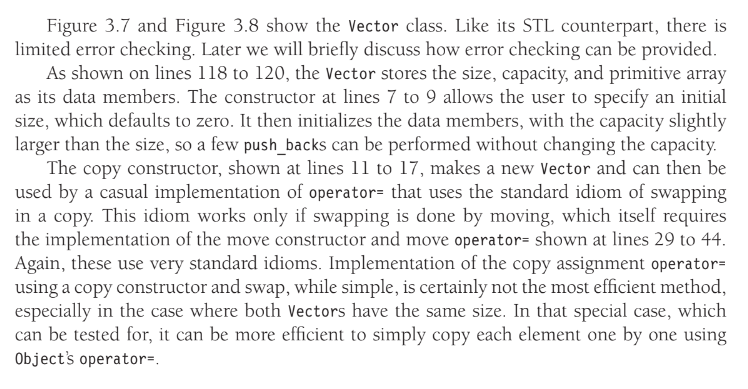 Figure 3.7 and Figure 3.8 show the Vector class. Like its STL counterpart, there is
limited error checking. Later we will briefly discuss how error checking can be provided.
As shown on lines 118 to 120, the Vector stores the size, capacity, and primitive array
as its data members. The constructor at lines 7 to 9 allows the user to specify an initial
size, which defaults to zero. It then initializes the data members, with the capacity slightly
larger than the size, so a few push_backs can be performed without changing the capacity.
The copy constructor, shown at lines 11 to 17, makes a new Vector and can then be
used by a casual implementation of operator= that uses the standard idiom of swapping
in a copy. This idiom works only if swapping is done by moving, which itself requires
the implementation of the move constructor and move operator= shown at lines 29 to 44.
Again, these use very standard idioms. Implementation of the copy assignment operator=
using a copy constructor and swap, while simple, is certainly not the most efficient method,
especially in the case where both Vectors have the same size. In that special case, which
can be tested for, it can be more efficient to simply copy each element one by one using
Object's operator=.